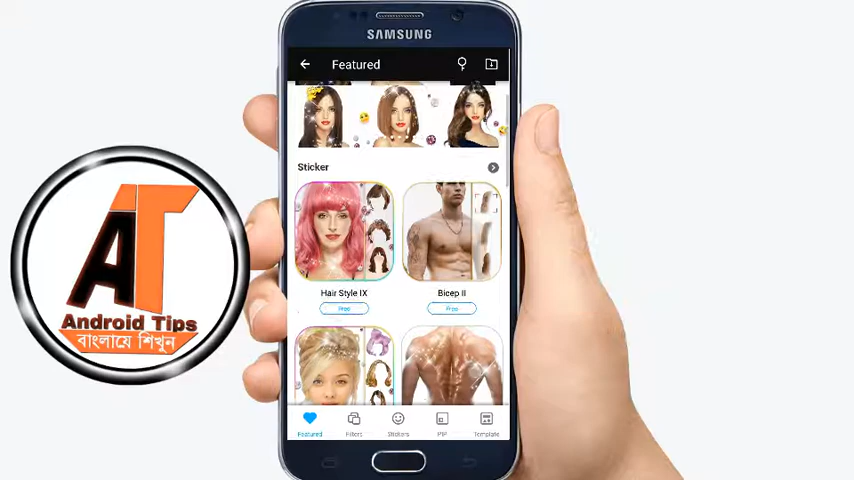 SAMSUNG
Featured
Sticker
Hair Style IX
Bicep II
Free
Free
Featured
Filters
Stickers
PIP
Template
AT
Android Tips
বাংলাযে শিখুন